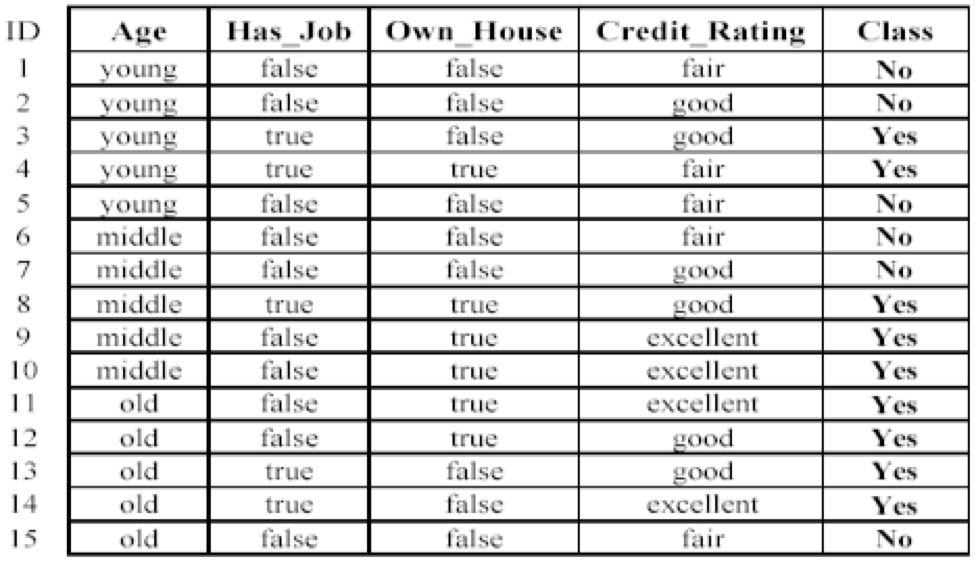 ID Age Has_Job Own_House Credit_Rating Class
1 young false false fair No
2 young false false good No
3 young true false good Yes
4 young true true fair Yes
5 young false false fair No
6 middle false false fair No
7 middle false false good No
8 middle true true good Yes
9 middle false true excellent Yes
10 middle false true excellent Yes
11 old false true excellent Yes
12 old false true good Yes
13 old true false good Yes
14 old true false excellent Yes
15 old false false fair No